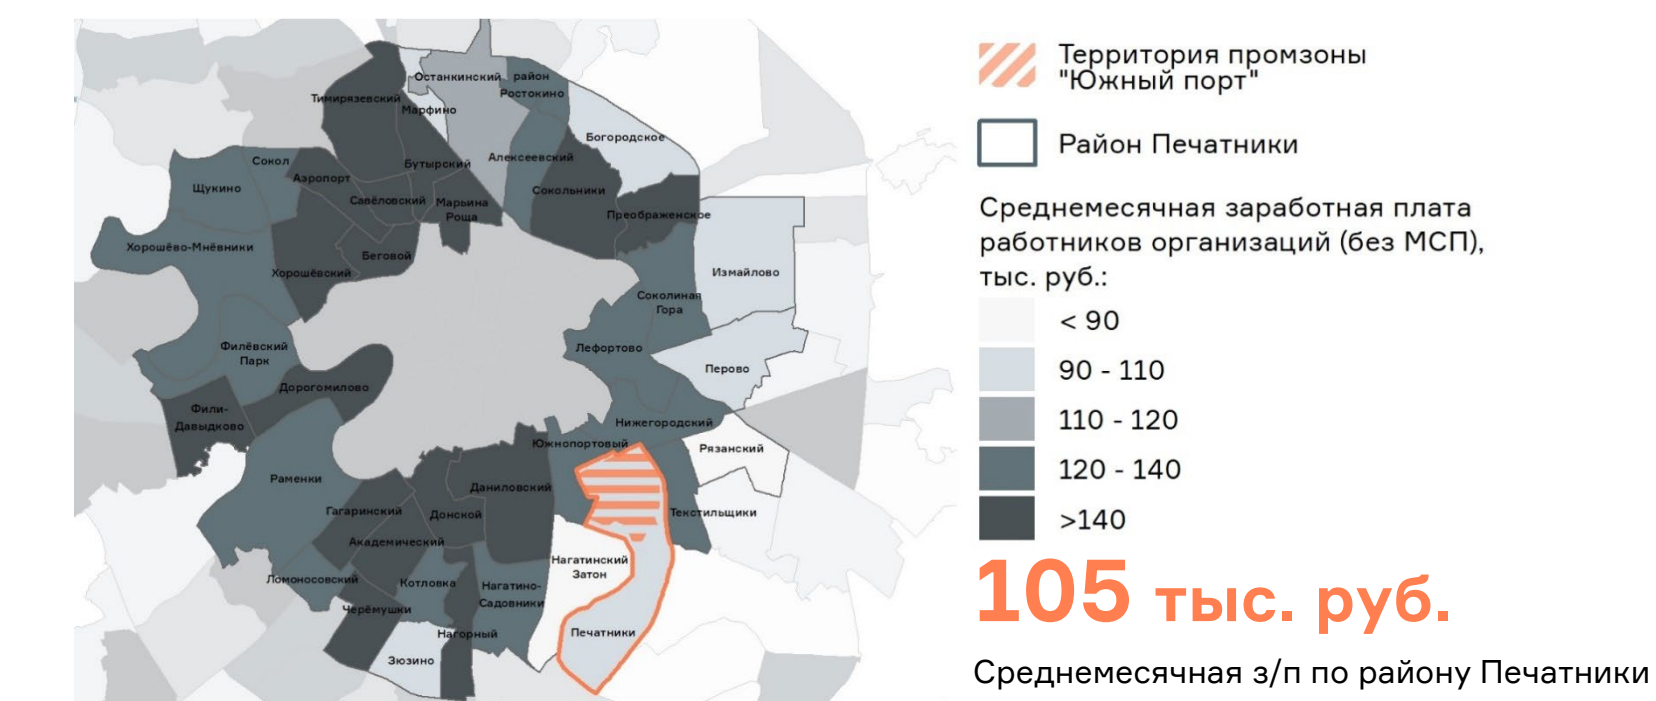 Останкинский
район
Ростокино
Тимирязевский
Марфино
Богородское
Сокол
Бутырский
Алексеевский
Аэропорт
Щукино
Сокольники
Савёловский
Марьина
Роща
Преображенское
Хорошёво-Мнёвники
Беговой
Хорошёвский
Измайлово
Соколиная
Гора
Филёвский
Парк
Лефортово
Перово
Дорогомилово
Фили-
Давыдково
Нижегородский
Южнопортовый
Рязанский
Раменки
Даниловский
Гагаринский
Донской
Текстильщики
Академический
Нагатинский
Затон
Ломоносовский
Котловка
Нагатино-
Садовники
Черёмушки
Нагорный
Печатники
Зюзино
Территория промзоны
"Южный порт"
Район Печатники
Среднемесячная заработная плата
работников организаций (без МСП),
тыс. руб.:
< 90
90 - 110
110 - 120
120 - 140
>140
105 тыс. руб.
Среднемесячная з/п по району Печатники